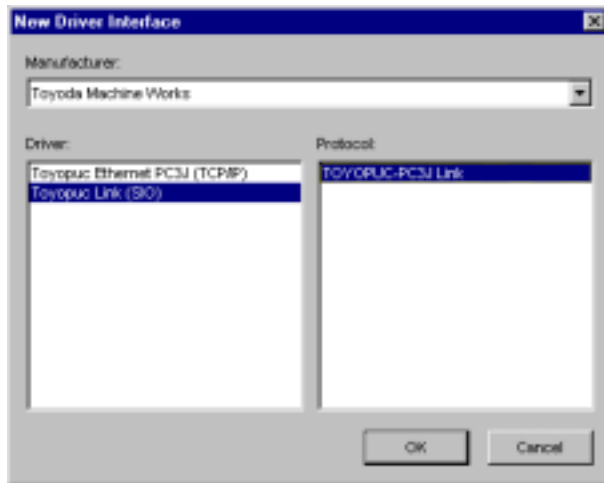 New Driver Interface
Manufacturer:
Toyoda Machine Works
Driver:
Protocol:
Toyopuc Ethernet PC3J (TCP/IP)
TOYOPUC-PC3J Link
Toyopuc Link (SIO)
OK
Cancel